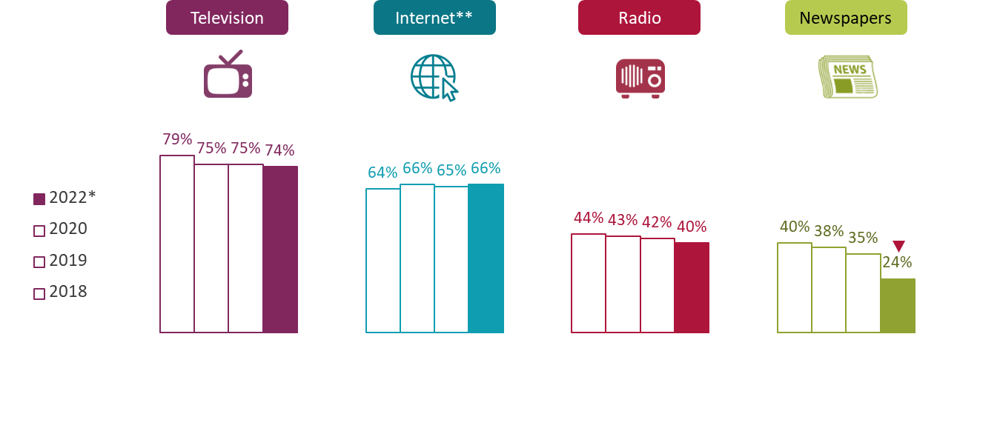 Television
Internet**
Radio
Newspapers
NEWS
79% 75% 75% 74%
64% 66% 65% 66%
44% 43% 42% 40%
40% 38% 35% 24%
2022*
2020
2019
2018